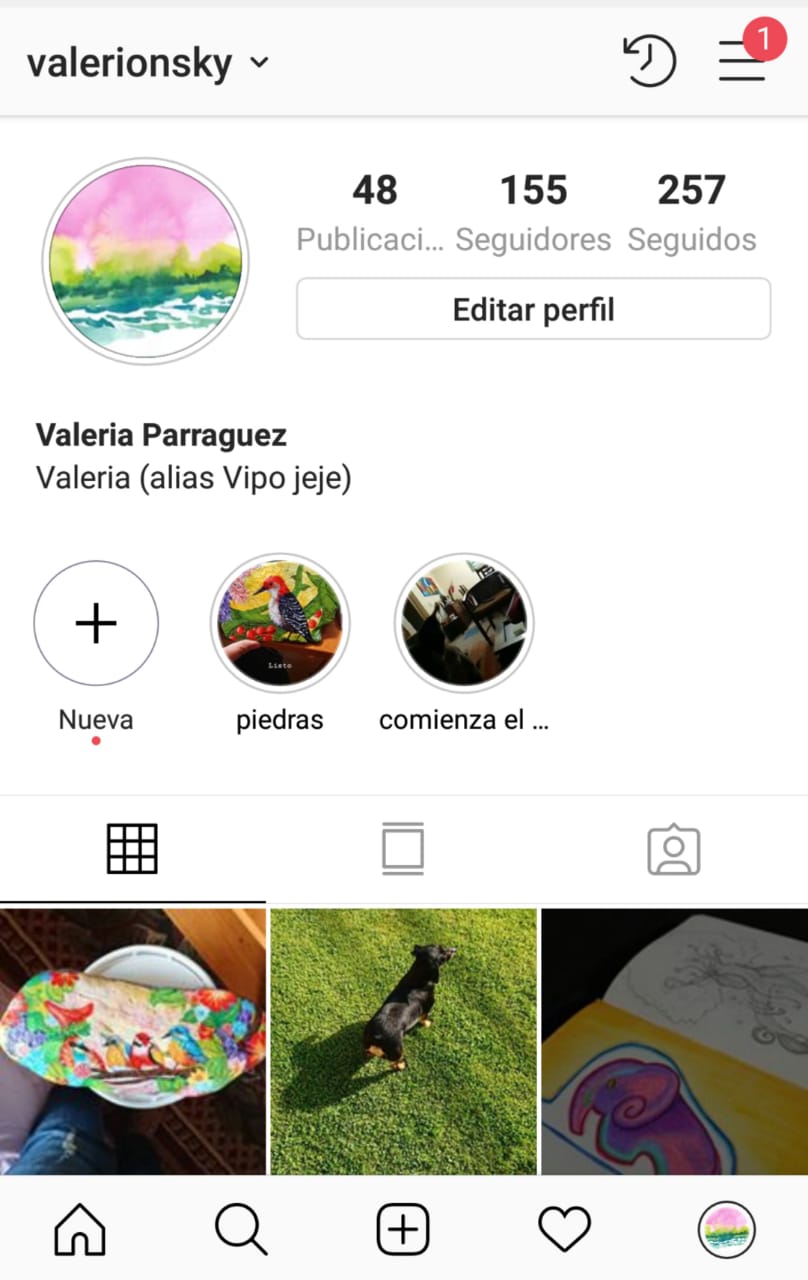 valerionsky
1
48 155 257
Publicaci... Seguidores Seguidos
Editar perfil
Valeria Parraguez
Valeria (alias Vipo jeje)
Listo
Nueva piedras comienza el ...